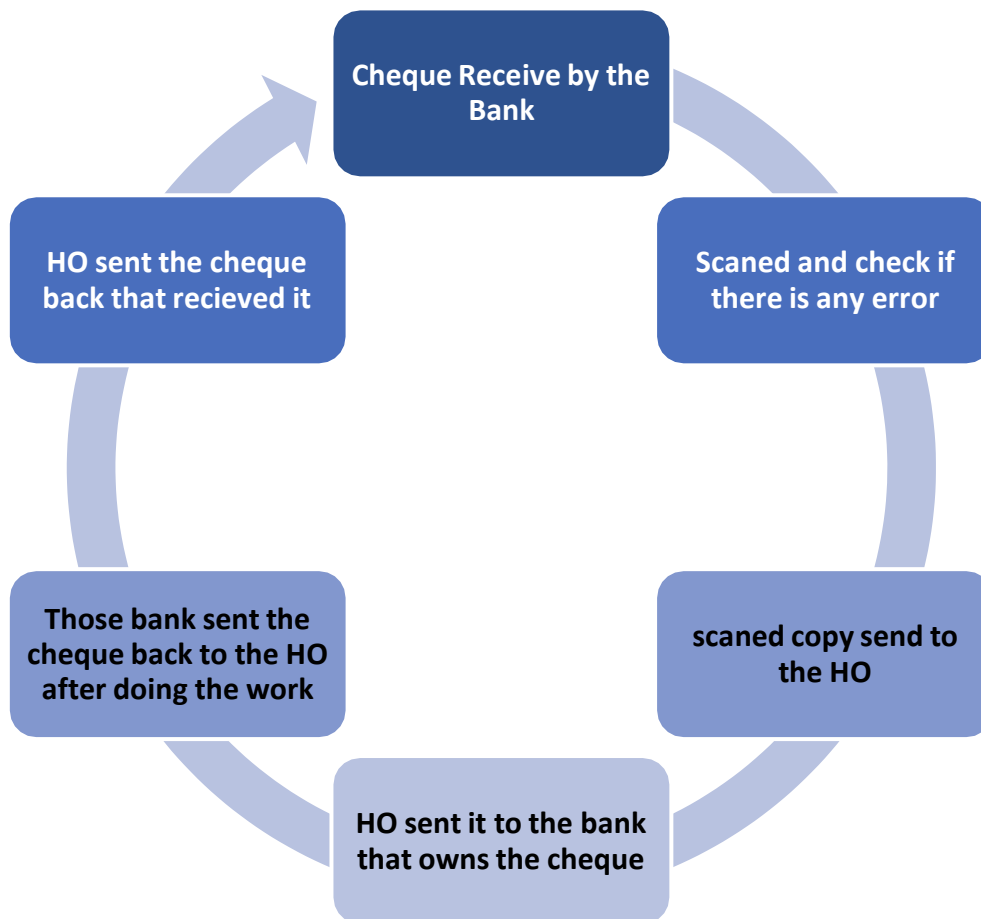 Cheque Receive by the
Bank
Scaned and check if
there is any error
scaned copy send to
the HO
HO sent it to the bank
that owns the cheque
Those bank sent the
cheque back to the HO
after doing the work
HO sent the cheque
back that recieved it